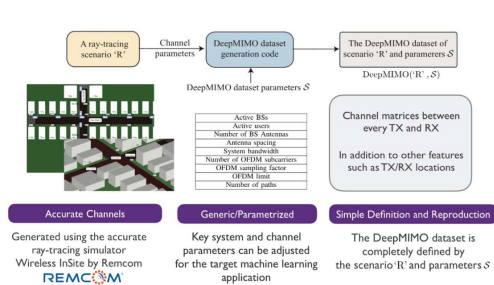 A ray-tracing
scenario 'R'
Channel
parameters
DeepMIMO dataset
generation code
The DeepMIMO dataset of
scenario 'R' and paramerers S
DeepMIMO('R' ,S)
DeepMIMO dataset parameters S
Active BSs
Active users
Number of BS Antennas
Antenna spacing
System bandwidth
Number of OFDM subcarriers
OFDM sampling factor
OFDM limit
Number of paths
Channel matrices between
every TX and RX
In addition to other features
such as TX/RX locations
Accurate Channels
Generated using the accurate
ray-tracing simulator
Wireless InSite by Remcom
REMCOM
Generic/Parametrized
Key system and channel
parameters can be adjusted
for the target machine learning
application
Simple Definition and Reproduction
The DeepMIMO dataset is
completely defined by
the scenario 'R' and parameters S